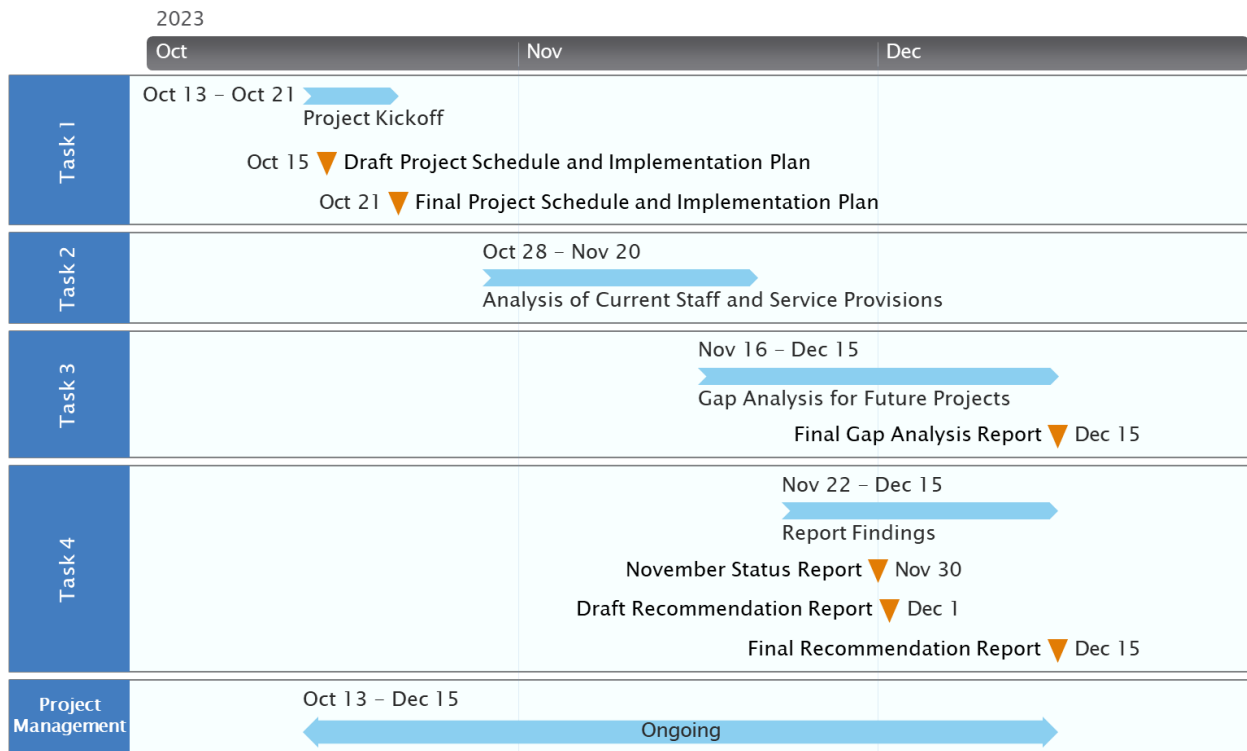 2023
Oct
Nov
Dec
Task 1
Oct 13 – Oct 21
Project Kickoff
Oct 15
Draft Project Schedule and Implementation Plan
Oct 21
Final Project Schedule and Implementation Plan
Task 2
Oct 28 – Nov 20
Analysis of Current Staff and Service Provisions
Task 3
Nov 16 – Dec 15
Gap Analysis for Future Projects
Final Gap Analysis Report
Dec 15
Task 4
Nov 22 – Dec 15
Report Findings
November Status Report
Nov 30
Draft Recommendation Report
Dec 1
Final Recommendation Report
Dec 15
Project
Management
Oct 13 – Dec 15
Ongoing